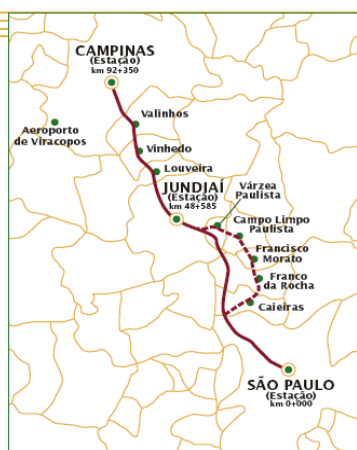 CAMPINAS
(Estação)
km 92+350
Valinhos
Aeroporto
de Viracopos
Vinhedo
Louveira
JUNDIAÍ
(Estação)
km 48+585
Várzea
Paulista
Campo Limpo
Paulista
Francisco
Morato
Franco
da Rocha
Caieiras
SÃO PAULO
(Estação)
km 0+000